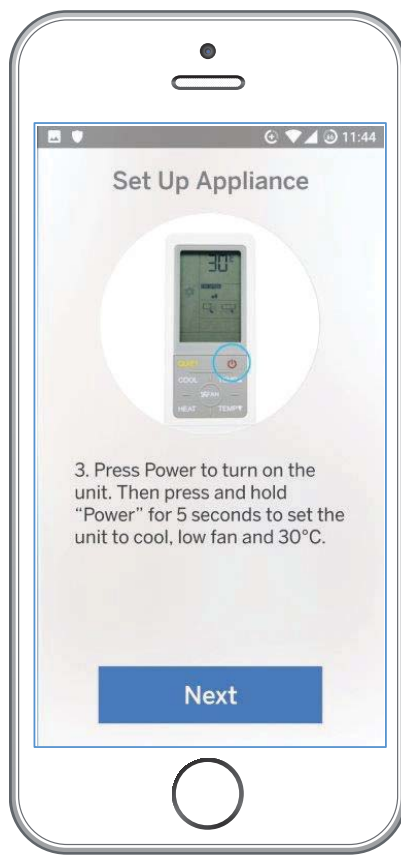 11:44
Set Up Appliance
30°
COOL
FAN
HEAT TEMP▼
3. Press Power to turn on the
unit. Then press and hold
“Power” for 5 seconds to set the
unit to cool, low fan and 30°C.
Next